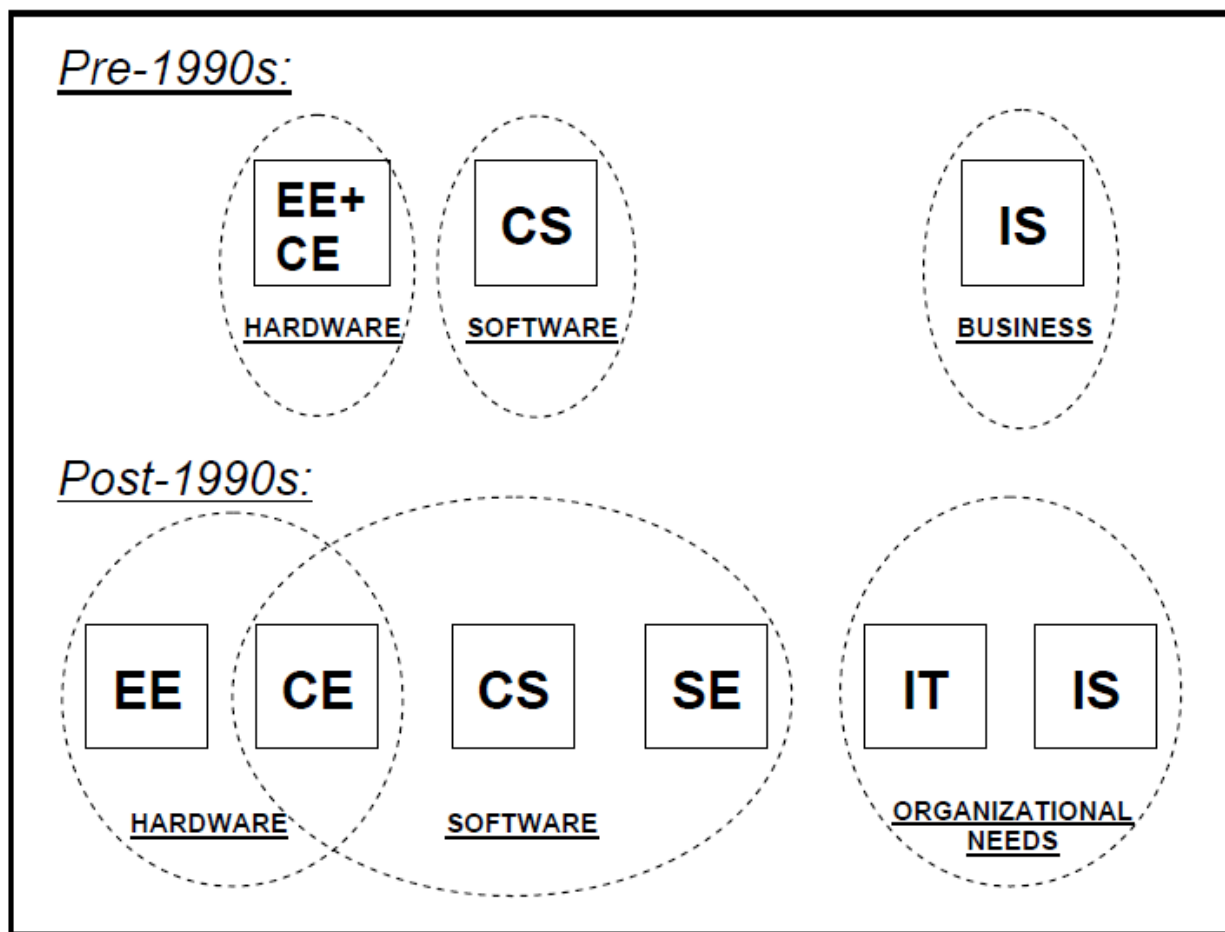 Pre-1990s:
EE+
CE
CS
IS
HARDWARE
SOFTWARE
BUSINESS
Post-1990s:
EE
CE
CS
SE
IT
IS
HARDWARE
SOFTWARE
ORGANIZATIONAL
NEEDS